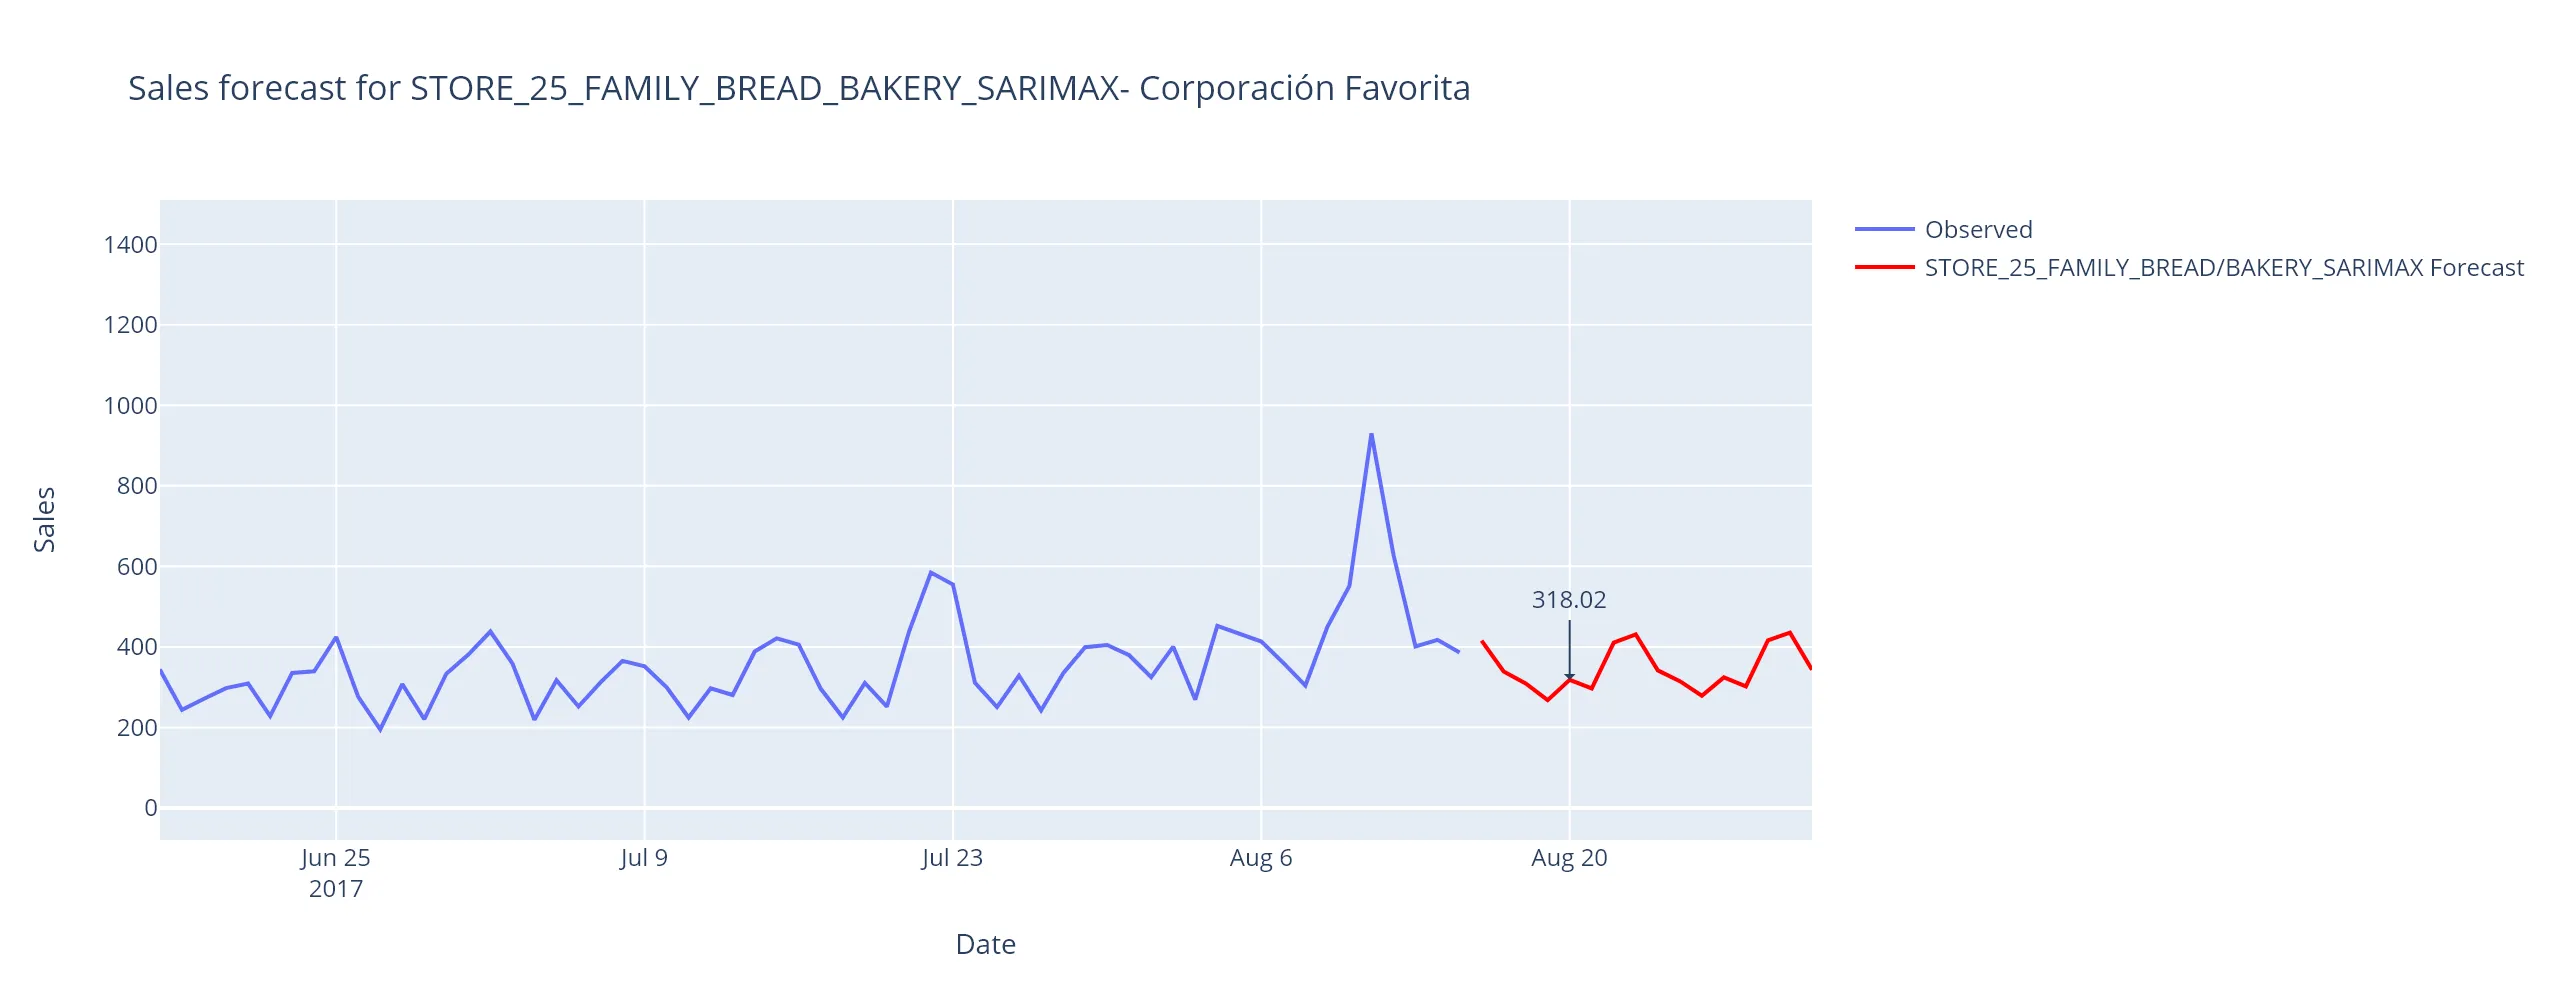 Sales forecast for STORE_25_FAMILY_BREAD_BAKERY_SARIMAX- Corporación Favorita
Observed
STORE_25_FAMILY_BREAD/BAKERY_SARIMAX Forecast
1400
1200
1000
800
600
400
200
0
Sales
318.02
Jun 25
2017
Jul 9
Jul 23
Aug 6
Aug 20
Date